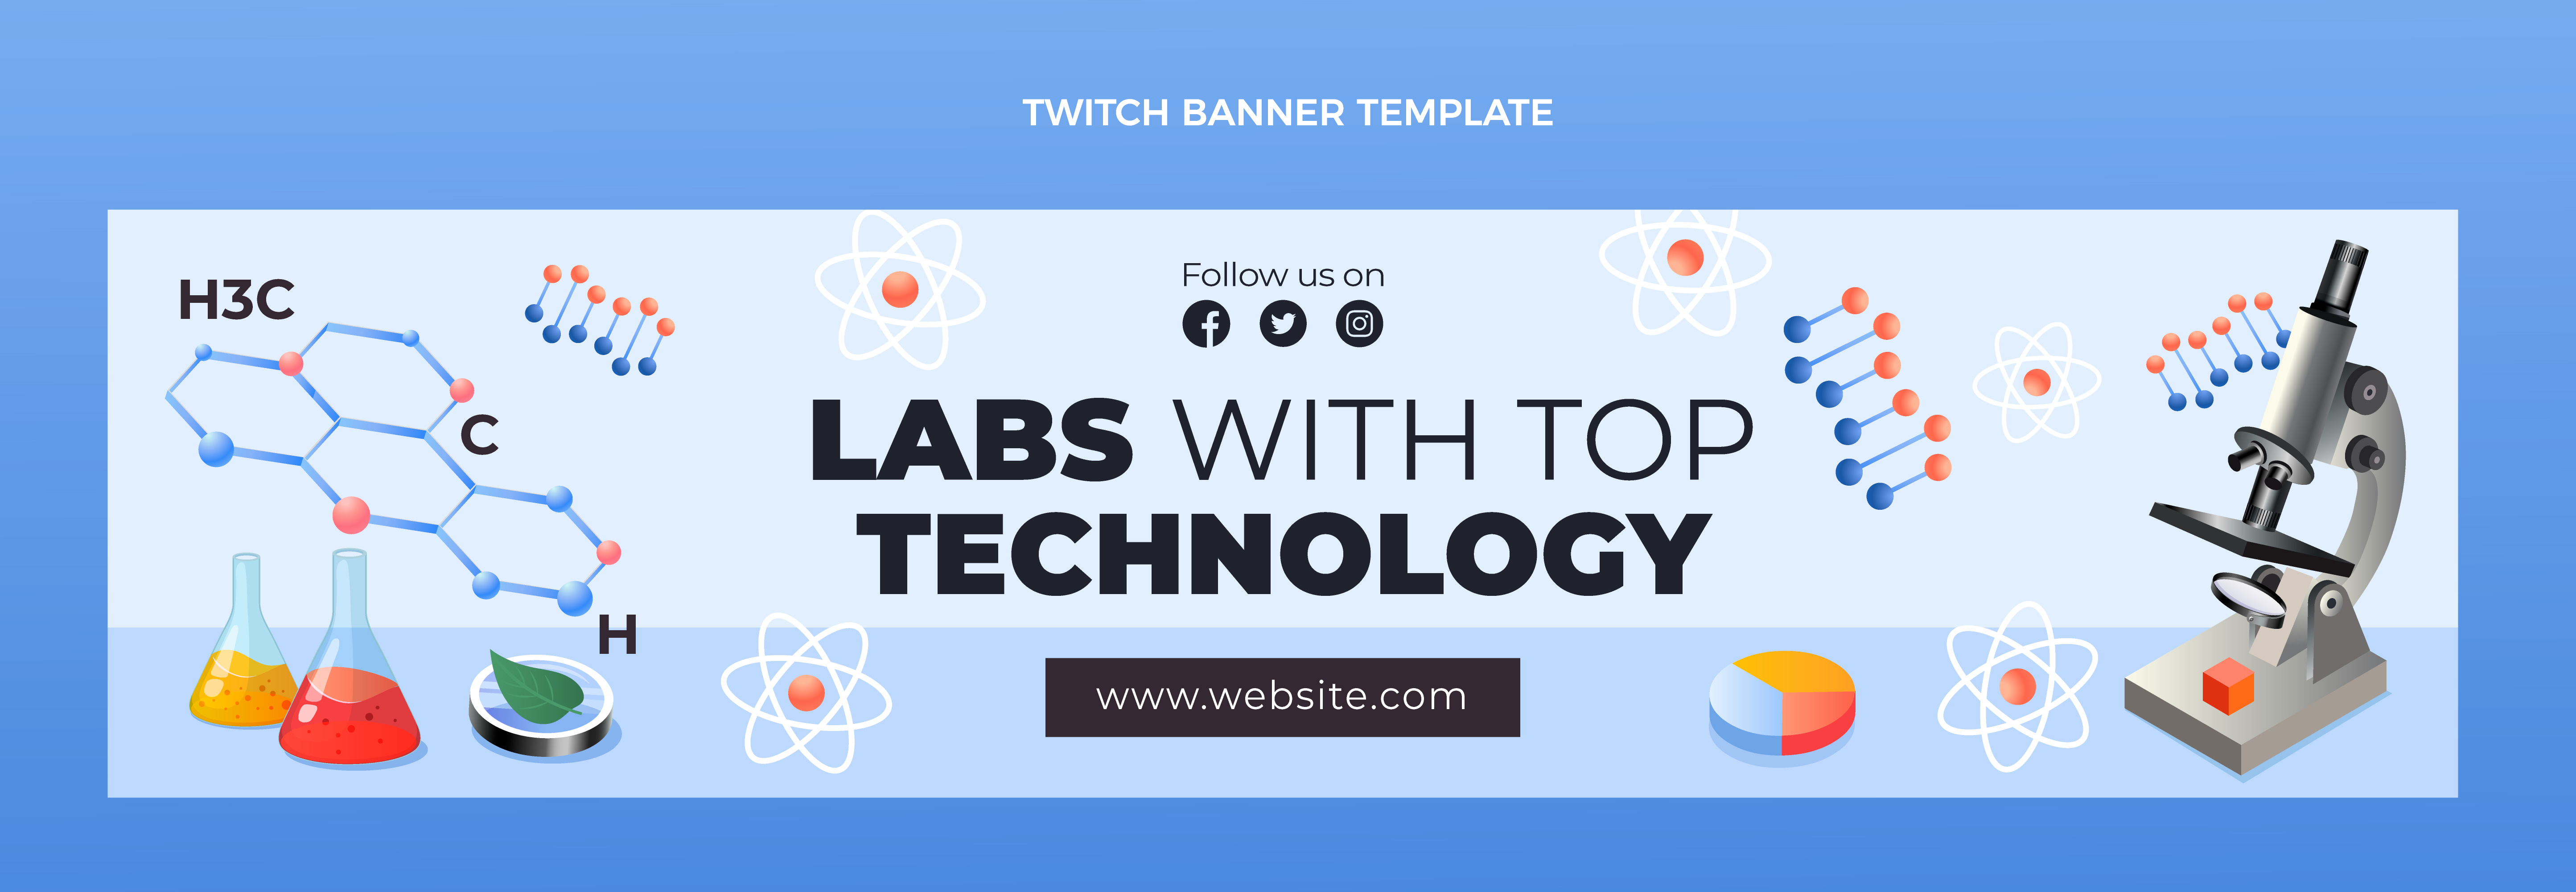 TWITCH BANNER TEMPLATE
H3C
C
H
Follow us on
LABS WITH TOP
TECHNOLOGY
www.website.com